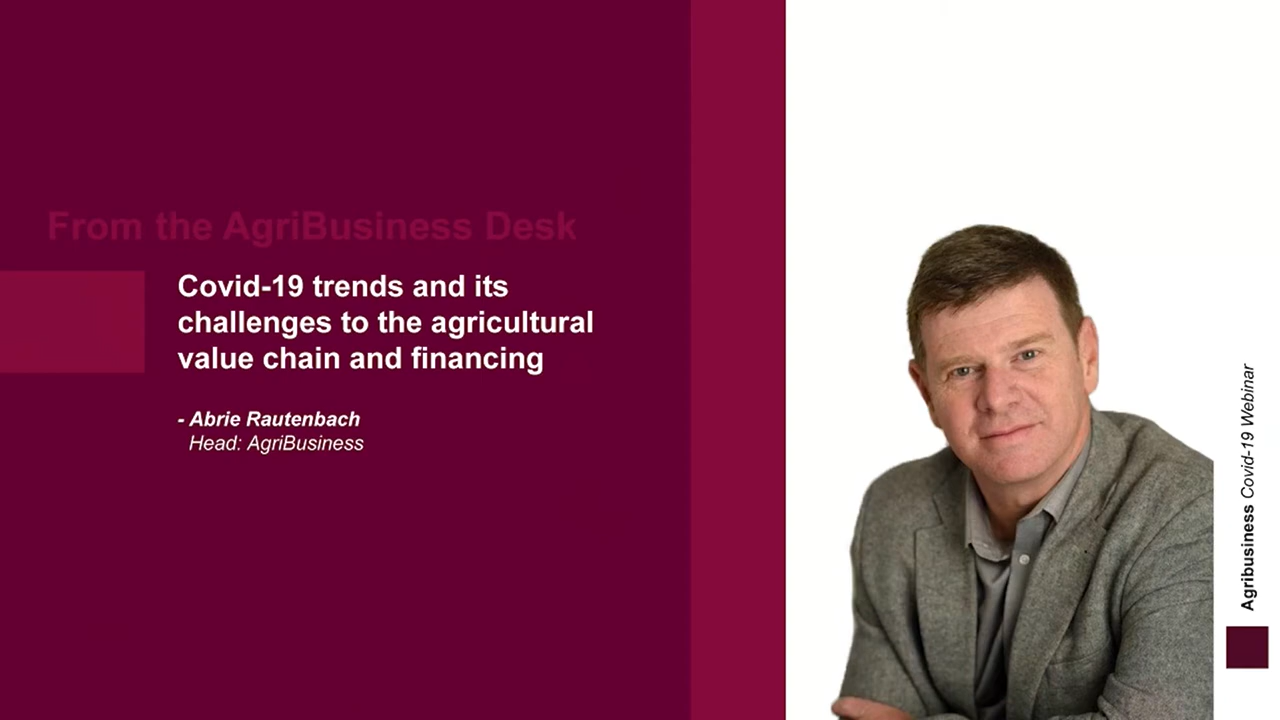 From the AgriBusiness Desk
Covid-19 trends and its
challenges to the agricultural
value chain and financing
- Abrie Rautenbach
Head: AgriBusiness
Agribusiness Covid-19 Webinar